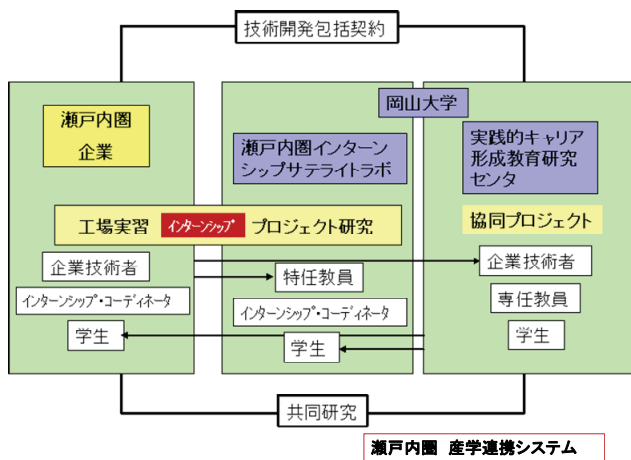 技術開発包括契約
岡山大学
瀬戸内圏
企業
瀬戸内圏インターン
シップサテライトラボ
実践的キャリア
形成教育研究
センタ
工場実習 インターンシップ プロジェクト研究
協同プロジェクト
企業技術者
特任教員
企業技術者
インターンシップ・コーディネータ
インターンシップ・コーディネータ
専任教員
学生
学生
学生
共同研究
瀬戸内圏 産学連携システム